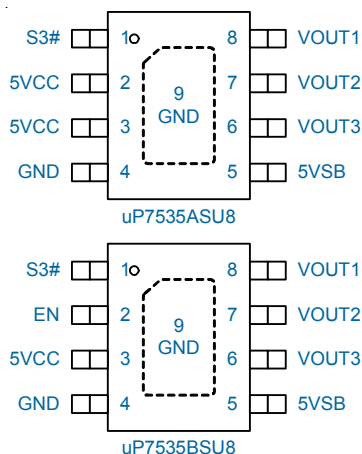 S3# 1 8 VOUT1
5VCC 2 7 VOUT2
9
GND
5VCC 3 6 VOUT3
GND 4 5 5VSB
uP7535ASU8
S3# 1 8 VOUT1
EN 2 7 VOUT2
9
GND
5VCC 3 6 VOUT3
GND 4 5 5VSB
uP7535BSU8